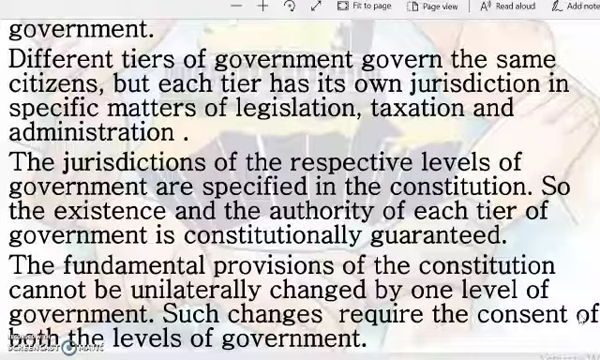 Fit to page Page view Read aloud Add note
government.
Different tiers of government govern the same
citizens, but each tier has its own jurisdiction in
specific matters of legislation, taxation and
administration .
The jurisdictions of the respective levels of
government are specified in the constitution. So
the existence and the authority of each tier of
government is constitutionally guaranteed.
The fundamental provisions of the constitution
cannot be unilaterally changed by one level of
government. Such changes require the consent of
both the levels of government.
SCREENCAST MATIC